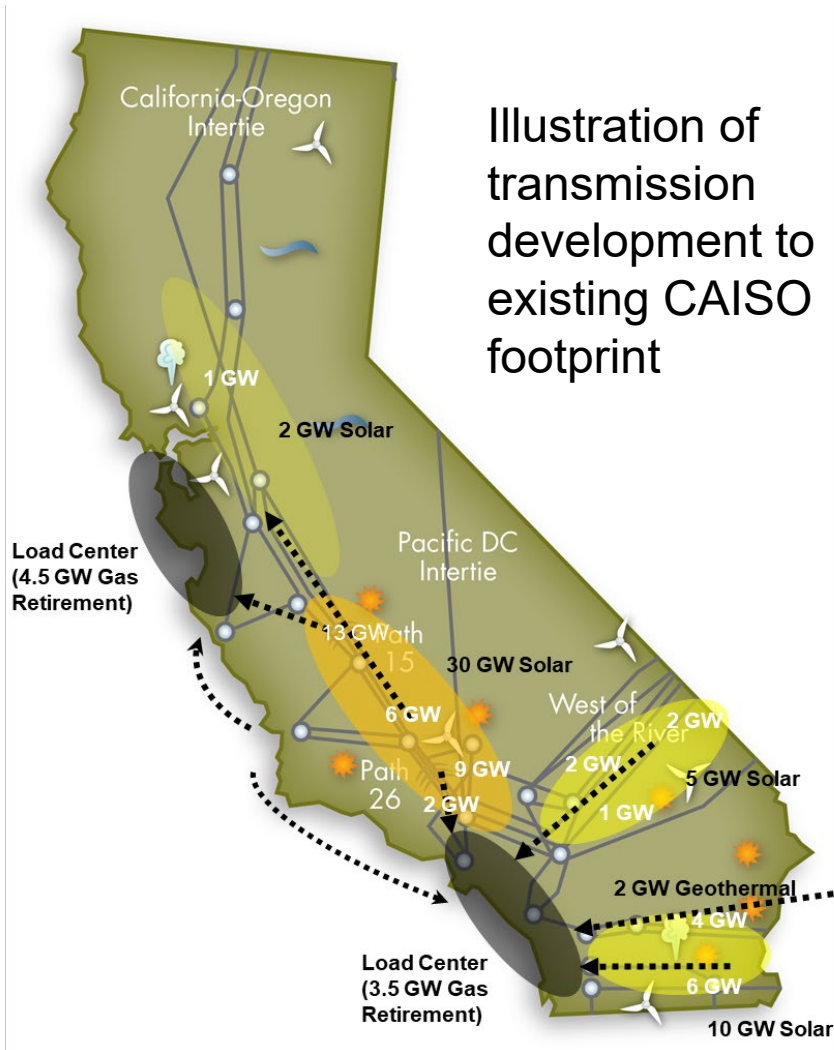 California-Oregon
Intertie
Illustration of
transmission
development to
existing CAISO
footprint
1 GW
2 GW Solar
Load Center
(4.5 GW Gas
Retirement)
Pacific DC
Intertie
13 GW
Path
15
30 GW Solar
6 GW
West of
the River
2 GW
Path
26
9 GW
2 GW
2 GW
5 GW Solar
1 GW
2 GW Geothermal
4 GW
Load Center
(3.5 GW Gas
Retirement)
6 GW
10 GW Solar